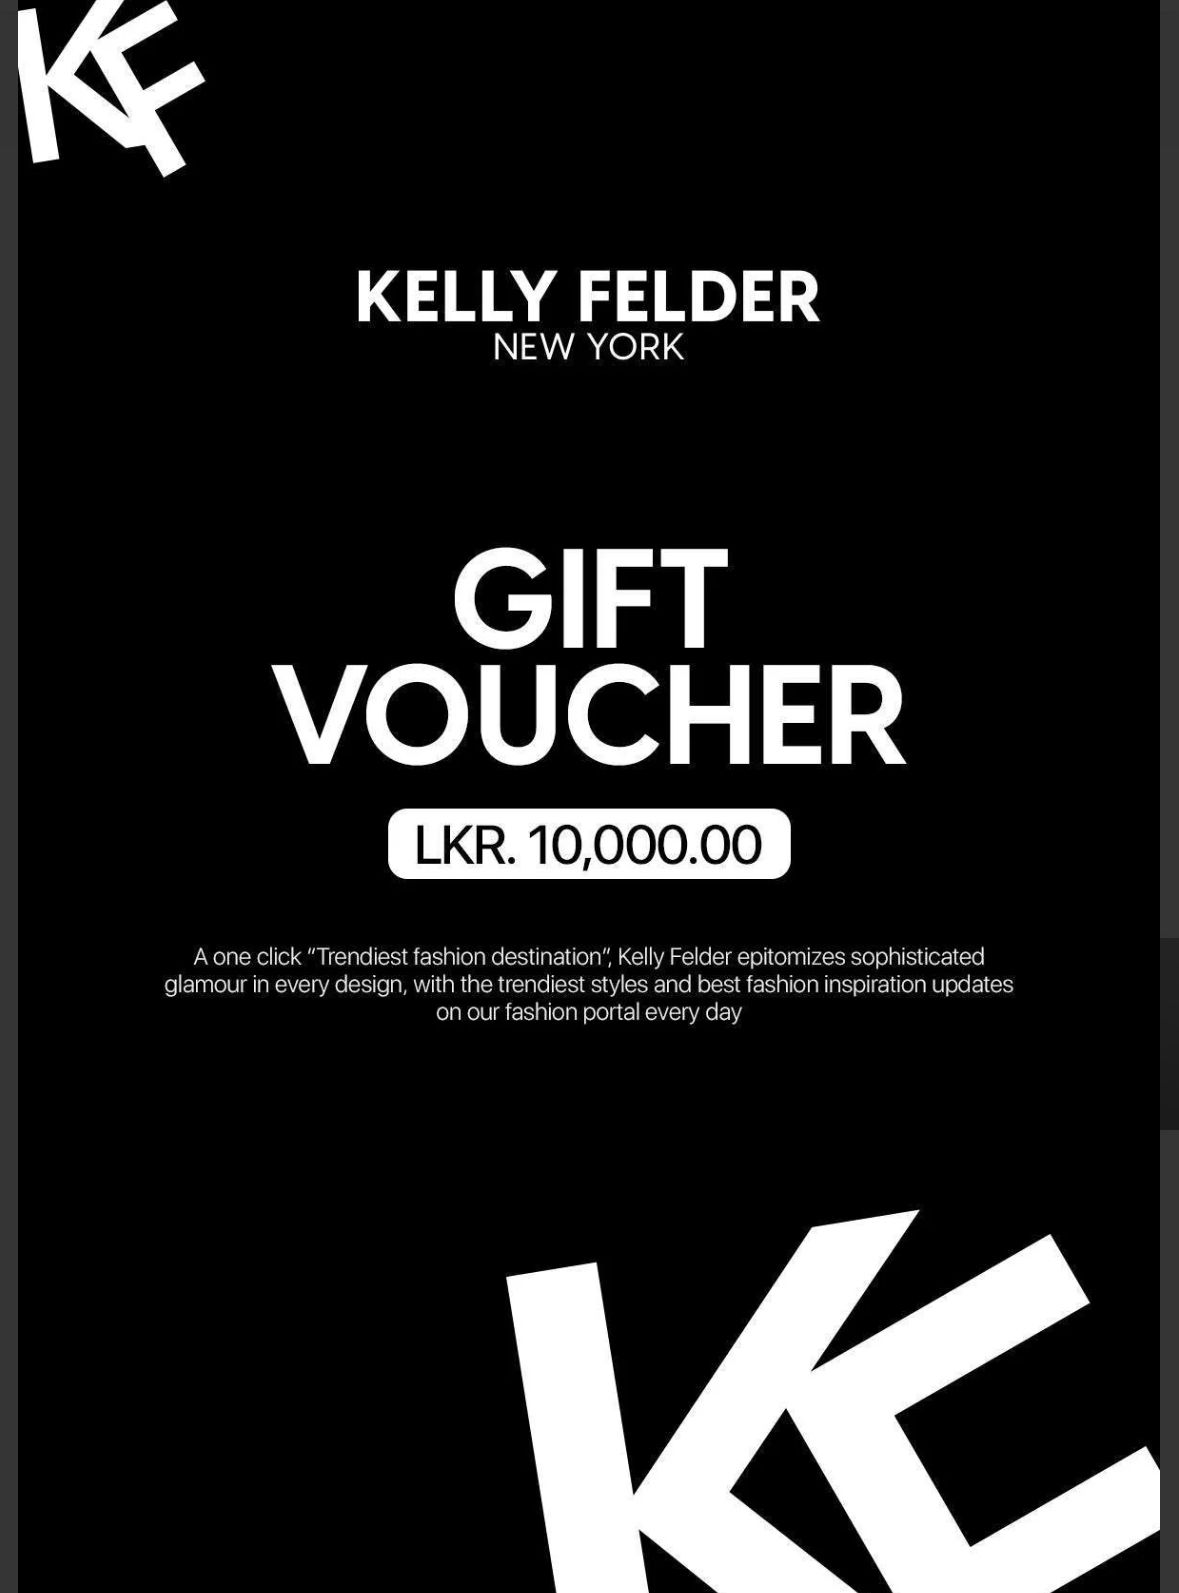 KF
KELLY FELDER
NEW YORK
GIFT
VOUCHER
LKR. 10,000.00
A one click “Trendiest fashion destination”, Kelly Felder epitomizes sophisticated
glamour in every design, with the trendiest styles and best fashion inspiration updates
on our fashion portal every day
KF